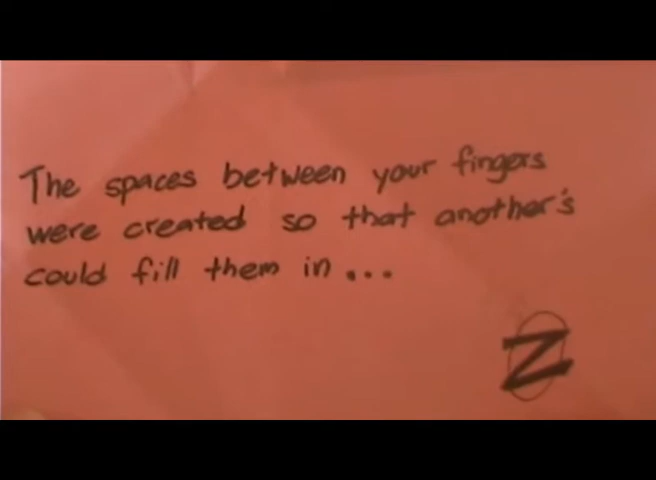 The spaces between your fingers
were created so that another's
could fill them in...
Z